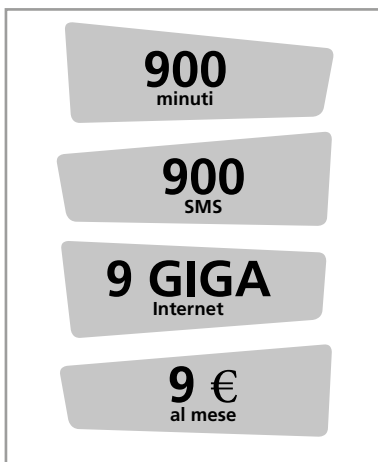 900
minuti
900
SMS
9 GIGA
Internet
9 €
al mese